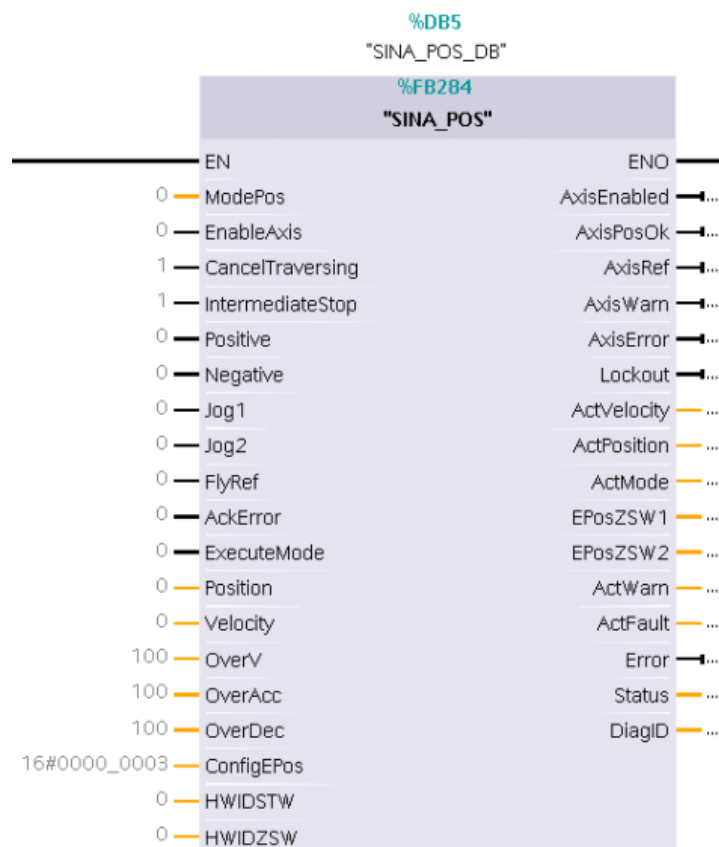 %DB5
"SINA_POS_DB"
%FB284
"SINA_POS"
EN ENO
0 ModePos AxisEnabled ...
0 EnableAxis AxisPosOk ...
1 CancelTraversing AxisRef ...
1 IntermediateStop AxisWarn ...
0 Positive AxisError ...
0 Negative Lockout ...
0 Jog1 ActVelocity ...
0 Jog2 ActPosition ...
0 FlyRef ActMode ...
0 AckError EPosZSW1 ...
0 ExecuteMode EPosZSW2 ...
0 Position ActWarn ...
0 Velocity ActFault ...
100 OverV Error ...
100 OverAcc Status ...
100 OverDec DiagID ...
16#0000_0003 ConfigEPos
0 HWIDSTW
0 HWIDZSW